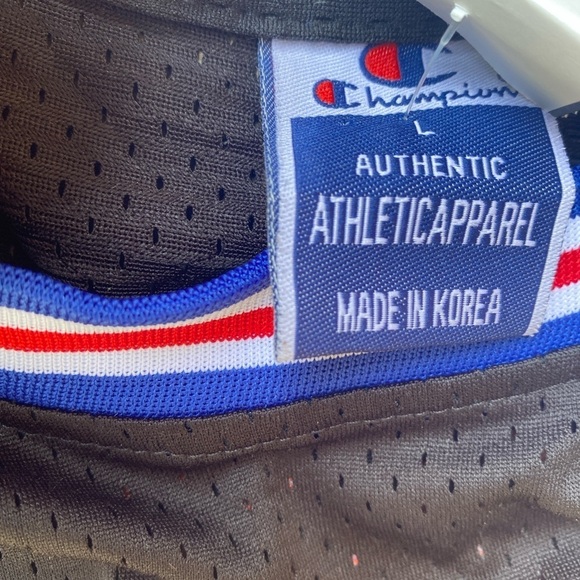 Champion
L
AUTHENTIC
ATHLETICAPPAREL
MADE IN KOREA